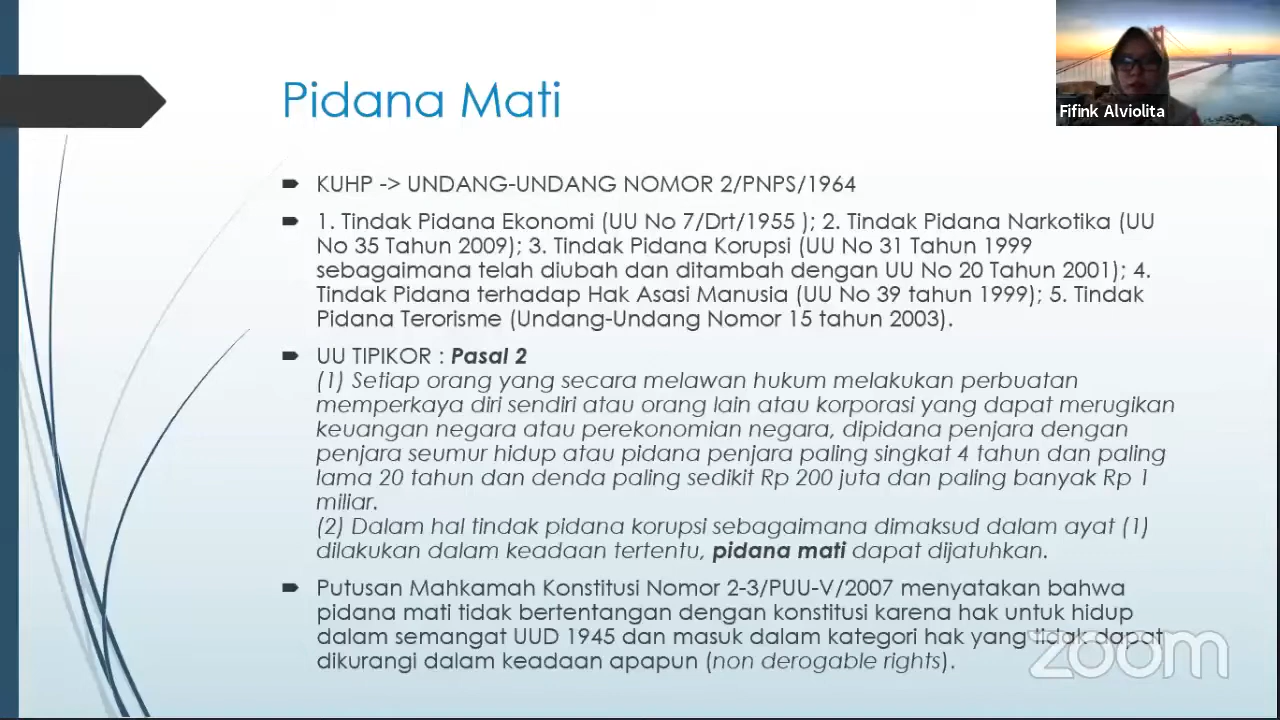 Pidana Mati
Fifink Alviolita
KUHP -> UNDANG-UNDANG NOMOR 2/PNPS/1964
1. Tindak Pidana Ekonomi (UU No 7/Drt/1955 ); 2. Tindak Pidana Narkotika (UU
No 35 Tahun 2009); 3. Tindak Pidana Korupsi (UU No 31 Tahun 1999
sebagaimana telah diubah dan ditambah dengan UU No 20 Tahun 2001); 4.
Tindak Pidana terhadap Hak Asasi Manusia (UU No 39 tahun 1999); 5. Tindak
Pidana Terorisme (Undang-Undang Nomor 15 tahun 2003).
UU TIPIKOR : Pasal 2
(1) Setiap orang yang secara melawan hukum melakukan perbuatan
memperkaya diri sendiri atau orang lain atau korporasi yang dapat merugikan
keuangan negara atau perekonomian negara, dipidana penjara dengan
penjara seumur hidup atau pidana penjara paling singkat 4 tahun dan paling
lama 20 tahun dan denda paling sedikit Rp 200 juta dan paling banyak Rp 1
miliar.
(2) Dalam hal tindak pidana korupsi sebagaimana dimaksud dalam ayat (1)
dilakukan dalam keadaan tertentu, pidana mati dapat dijatuhkan.
Putusan Mahkamah Konstitusi Nomor 2-3/PUU-V/2007 menyatakan bahwa
pidana mati tidak bertentangan dengan konstitusi karena hak untuk hidup
dalam semangat UUD 1945 dan masuk dalam kategori hak yang tidak dapat
dikurangi dalam keadaan apapun (non derogable rights).
zoom